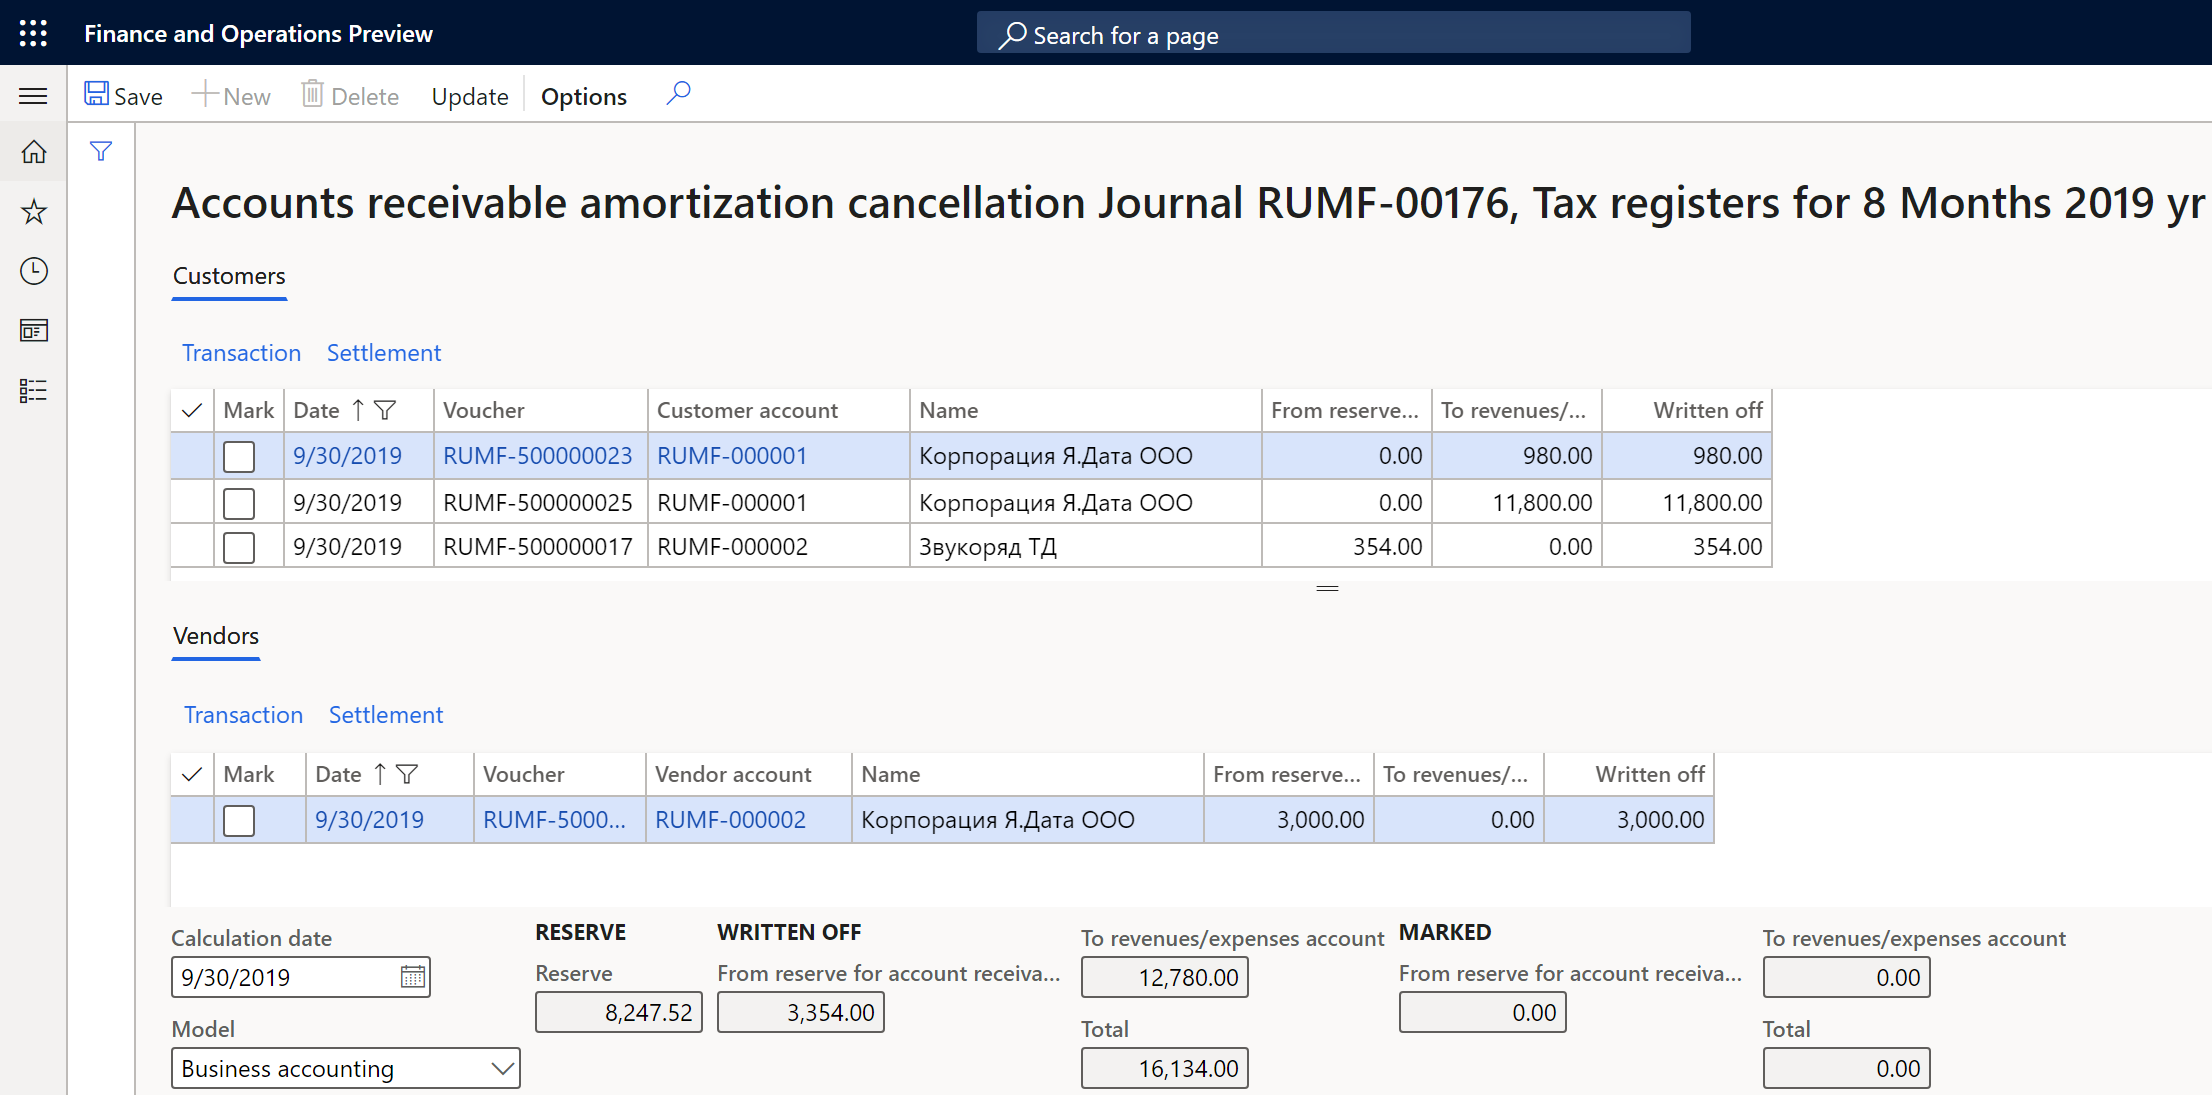 Finance and Operations Preview
Search for a page
Save New Delete Update Options
Accounts receivable amortization cancellation Journal RUMF-00176, Tax registers for 8 Months 2019 yr
Customers
Transaction Settlement
Mark Date Voucher Customer account Name From reserve... To revenues/... Written off
9/30/2019 RUMF-500000023 RUMF-000001 Корпорация Я.Дата ООО 0.00 980.00 980.00
9/30/2019 RUMF-500000025 RUMF-000001 Корпорация Я.Дата ООО 0.00 11,800.00 11,800.00
9/30/2019 RUMF-500000017 RUMF-000002 Звукоряд ТД 354.00 0.00 354.00
Vendors
Transaction Settlement
Mark Date Voucher Vendor account Name From reserve... To revenues/... Written off
9/30/2019 RUMF-5000... RUMF-000002 Корпорация Я.Дата ООО 3,000.00 0.00 3,000.00
Calculation date
9/30/2019
Model
Business accounting
RESERVE
Reserve
8,247.52
WRITTEN OFF
From reserve for account receiva...
3,354.00
To revenues/expenses account
12,780.00
Total
16,134.00
MARKED
From reserve for account receiva...
0.00
To revenues/expenses account
0.00
Total
0.00